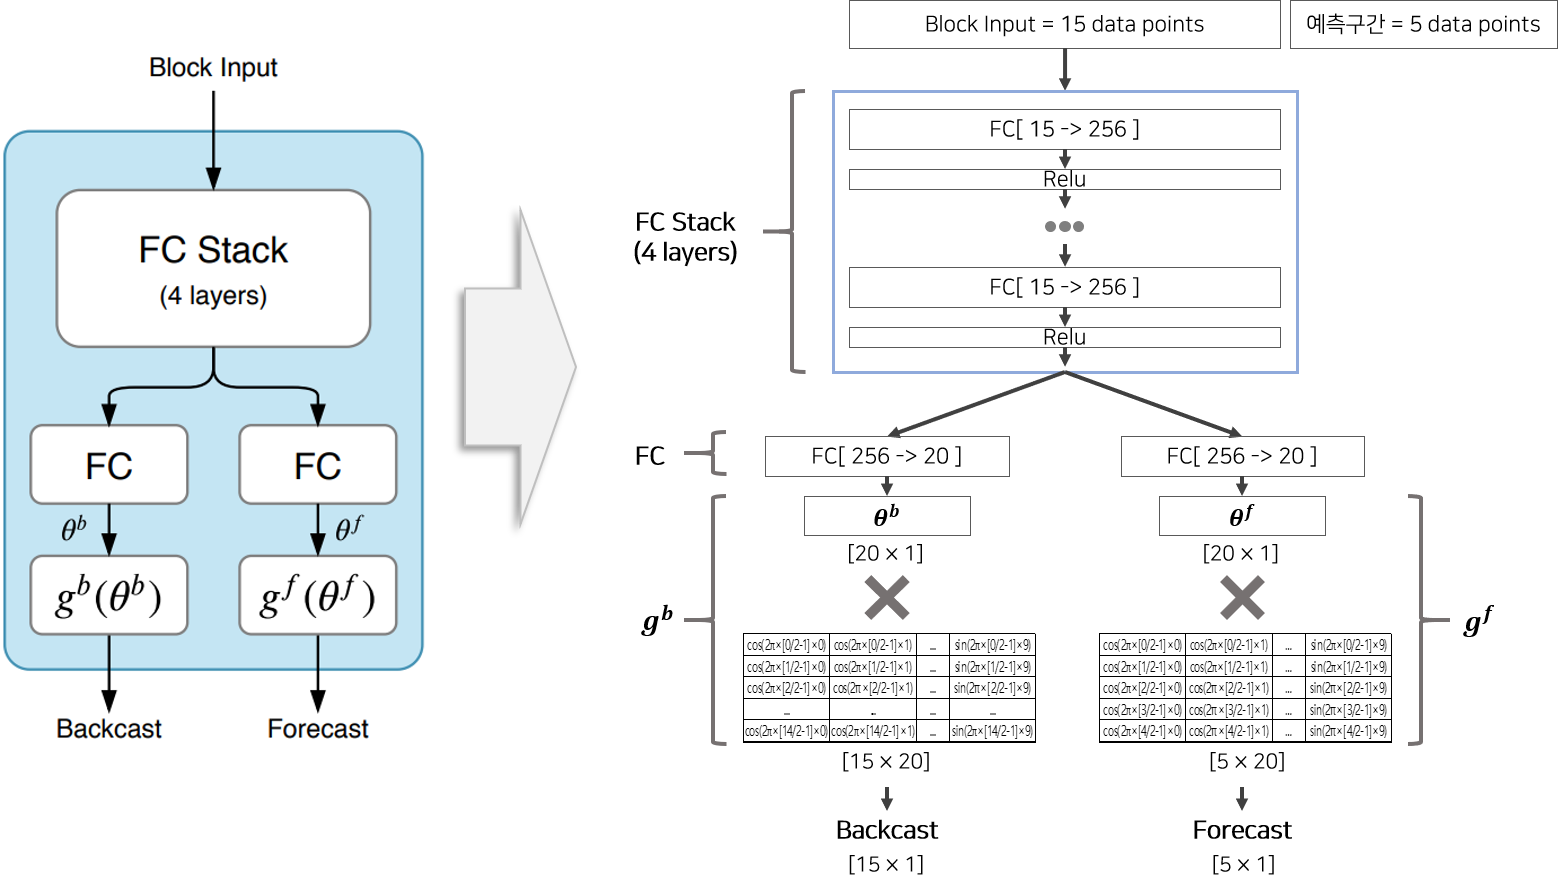 Block Input
FC Stack
(4 layers)
FC
FC
θᵇ
θᶠ
gᵇ(θᵇ)
gᶠ(θᶠ)
Backcast
Forecast
Block Input = 15 data points
예측구간 = 5 data points
FC Stack
(4 layers)
FC[ 15 -> 256 ]
Relu
FC[ 15 -> 256 ]
Relu
FC
FC[ 256 -> 20 ]
FC[ 256 -> 20 ]
θᵇ
θᶠ
[20 × 1]
[20 × 1]
gᵇ
gᶠ
cos(2π×[0/2-1]×0) cos(2π×[0/2-1]×1) ... sin(2π×[0/2-1]×9)
cos(2π×[1/2-1]×0) cos(2π×[1/2-1]×1) ... sin(2π×[1/2-1]×9)
cos(2π×[2/2-1]×0) cos(2π×[2/2-1]×1) ... sin(2π×[2/2-1]×9)
... ... ... ...
cos(2π×[14/2-1]×0) cos(2π×[14/2-1]×1) ... sin(2π×[14/2-1]×9)
[15 × 20]
cos(2π×[0/2-1]×0) cos(2π×[0/2-1]×1) ... sin(2π×[0/2-1]×9)
cos(2π×[1/2-1]×0) cos(2π×[1/2-1]×1) ... sin(2π×[1/2-1]×9)
cos(2π×[2/2-1]×0) cos(2π×[2/2-1]×1) ... sin(2π×[2/2-1]×9)
cos(2π×[3/2-1]×0) cos(2π×[3/2-1]×1) ... sin(2π×[3/2-1]×9)
cos(2π×[4/2-1]×0) cos(2π×[4/2-1]×1) ... sin(2π×[4/2-1]×9)
[5 × 20]
Backcast
[15 × 1]
Forecast
[5 × 1]